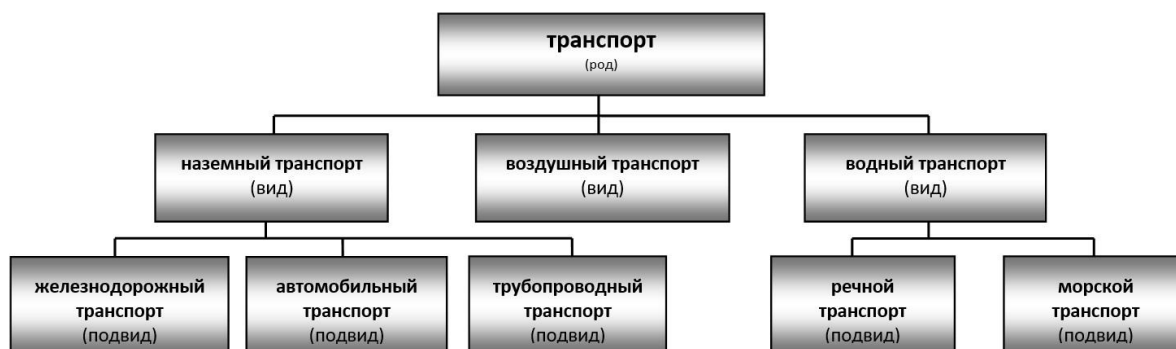 транспорт
(род)
наземный транспорт
(вид)
воздушный транспорт
(вид)
водный транспорт
(вид)
железнодорожный
транспорт
(подвид)
автомобильный
транспорт
(подвид)
трубопроводный
транспорт
(подвид)
речной
транспорт
(подвид)
морской
транспорт
(подвид)